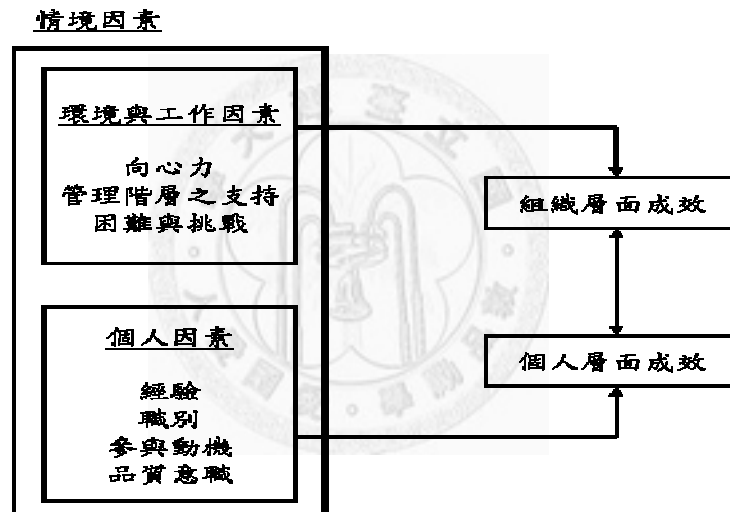 情境因素
環境與工作因素
向心力
管理階層之支持
困難與挑戰
組織層面成效
個人因素
經驗
職別
參與動機
品質意職
個人層面成效